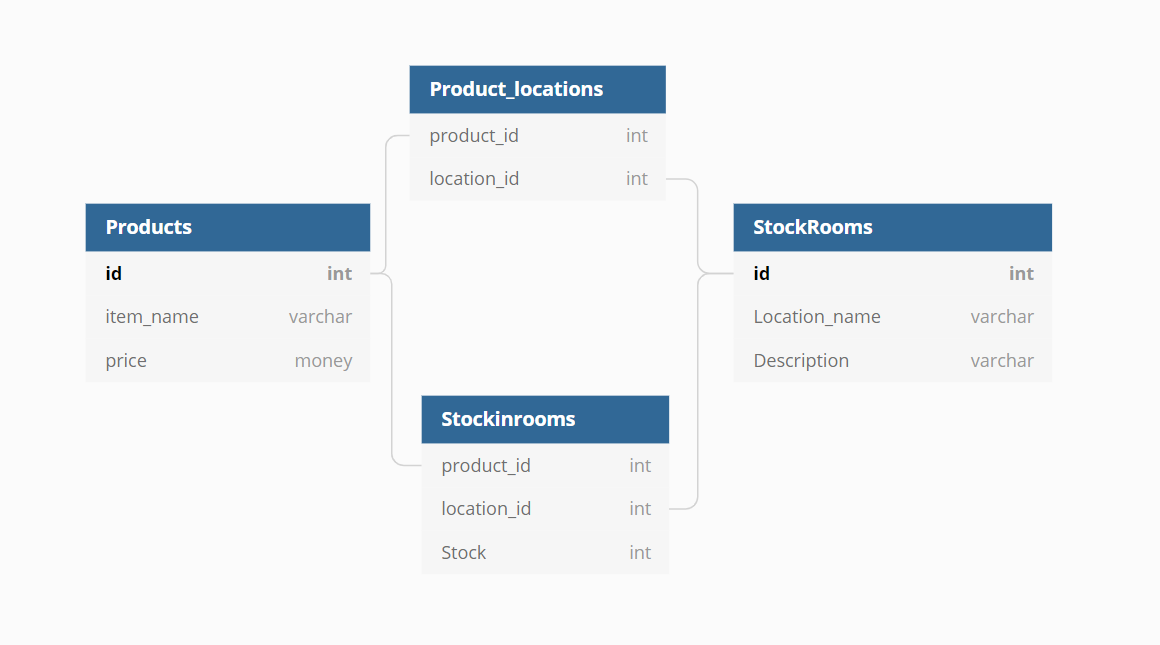 Product_locations
product_id int
location_id int
Products
id int
item_name varchar
price money
StockRooms
id int
Location_name varchar
Description varchar
Stockinrooms
product_id int
location_id int
Stock int